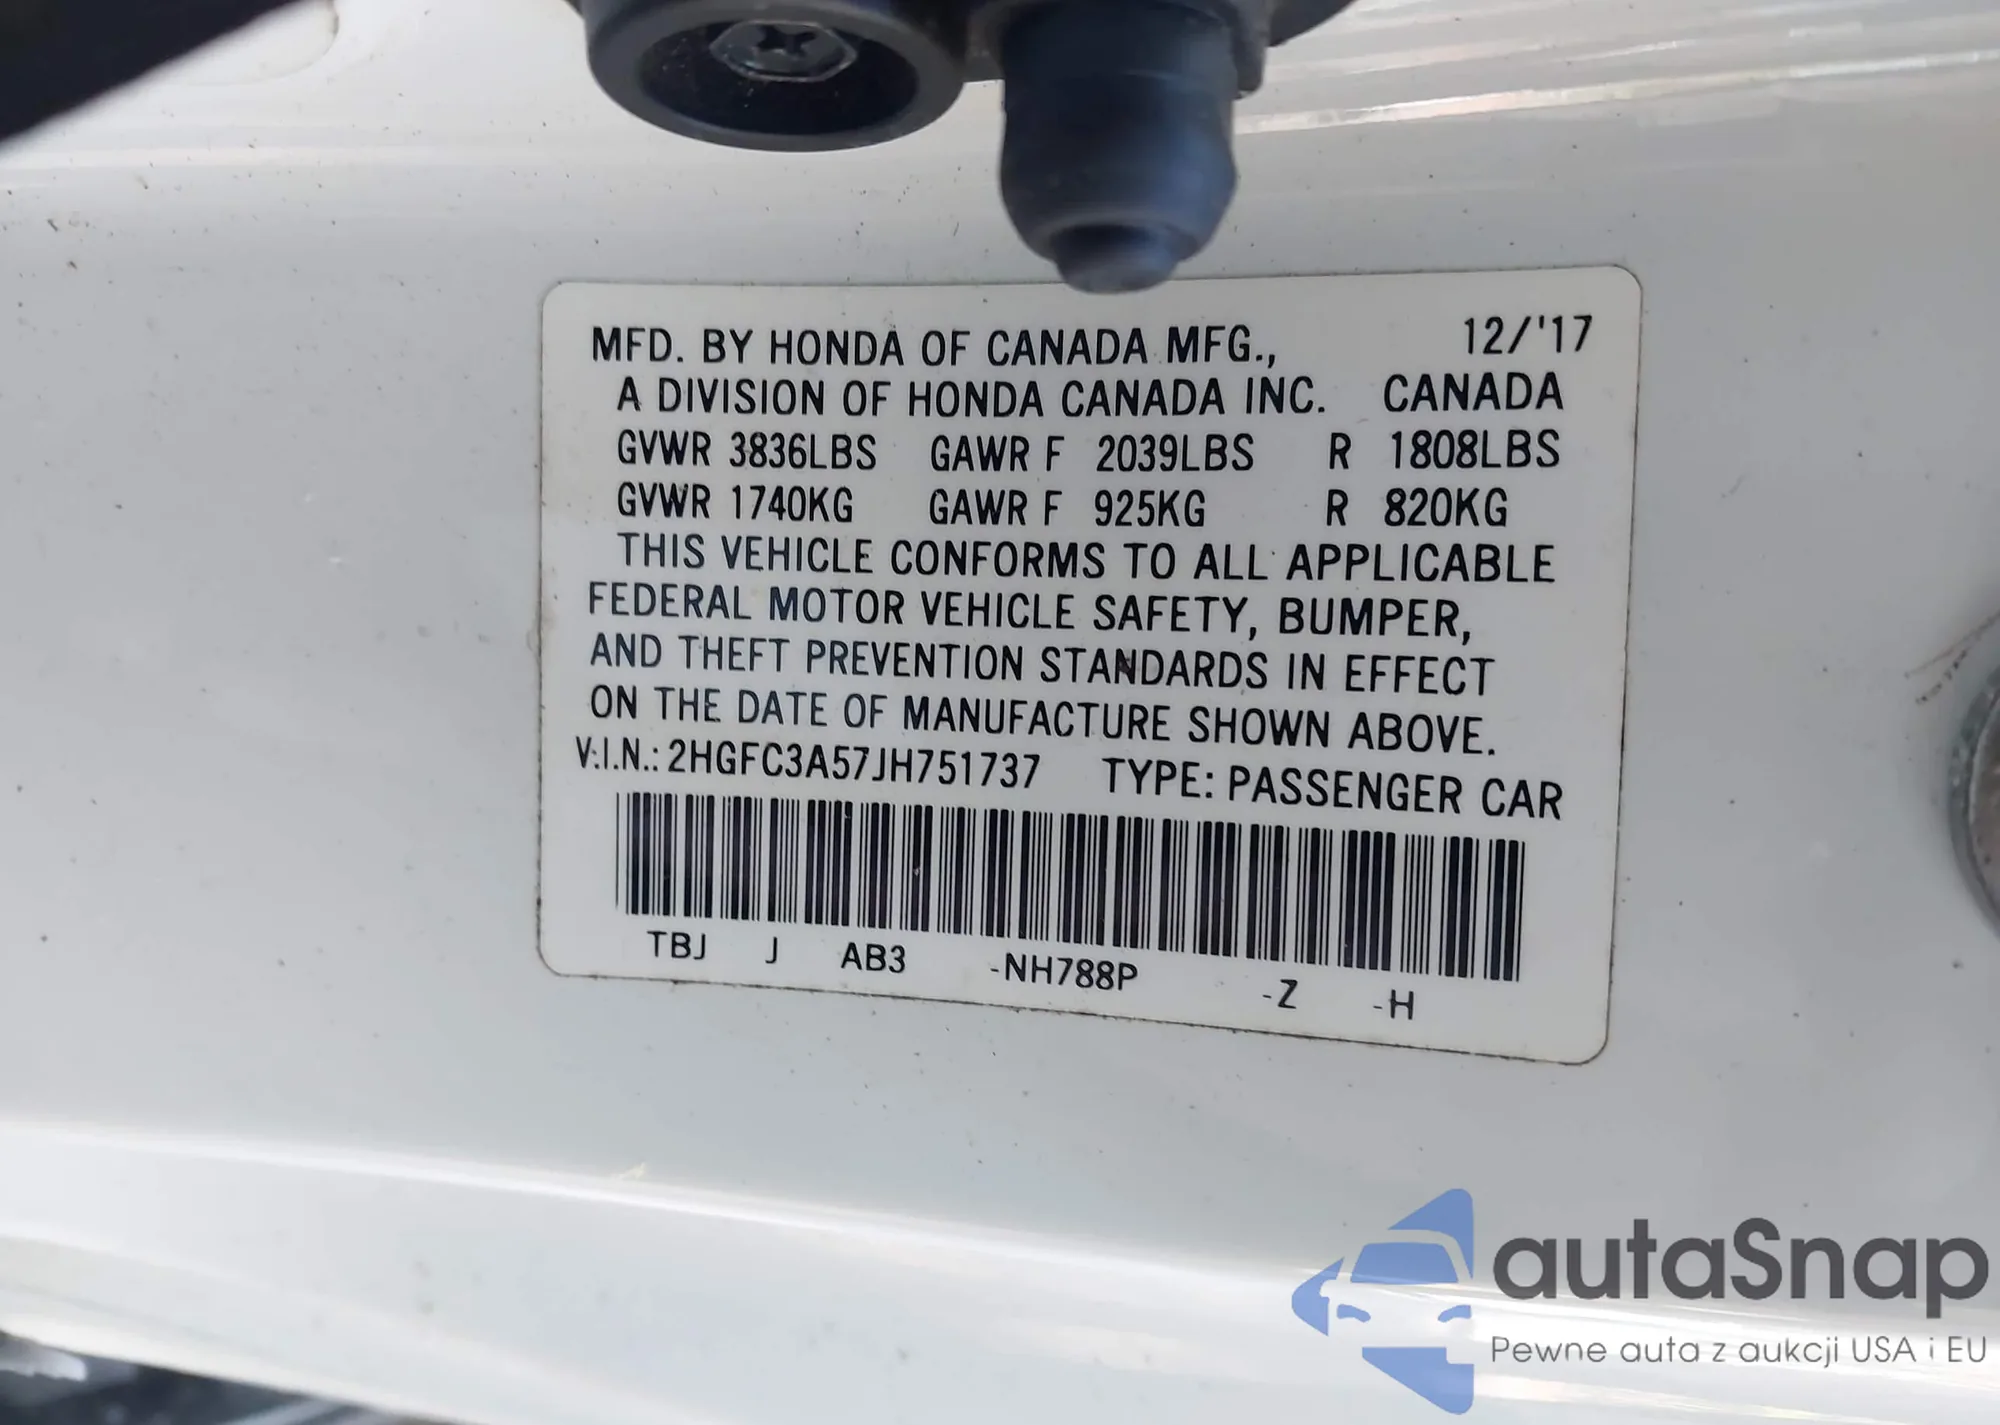 MFD. BY HONDA OF CANADA MFG., 12/'17
A DIVISION OF HONDA CANADA INC. CANADA
GVWR 3836LBS GAWR F 2039LBS R 1808LBS
GVWR 1740KG GAWR F 925KG R 820KG
THIS VEHICLE CONFORMS TO ALL APPLICABLE
FEDERAL MOTOR VEHICLE SAFETY, BUMPER,
AND THEFT PREVENTION STANDARDS IN EFFECT
ON THE DATE OF MANUFACTURE SHOWN ABOVE.
V.I.N.: 2HGFC3A57JH751737 TYPE: PASSENGER CAR
TBJ J AB3 -NH788P -Z -H
autaSnap
Pewne auta z aukcji USA i EU